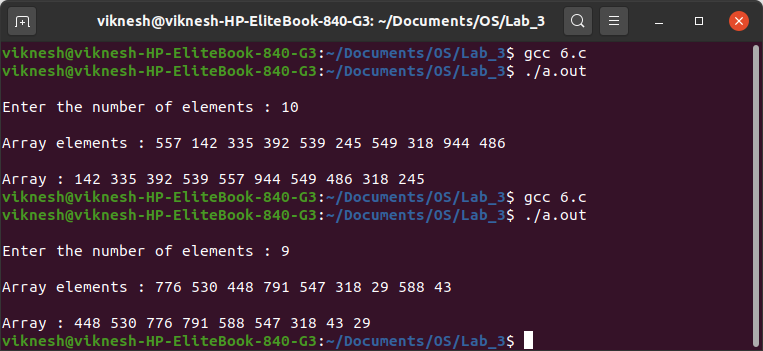 viknesh@viknesh-HP-EliteBook-840-G3: ~/Documents/OS/Lab_3
viknesh@viknesh-HP-EliteBook-840-G3:~/Documents/OS/Lab_3$ gcc 6.c
viknesh@viknesh-HP-EliteBook-840-G3:~/Documents/OS/Lab_3$ ./a.out
Enter the number of elements : 10
Array elements : 557 142 335 392 539 245 549 318 944 486
Array : 142 335 392 539 557 944 549 486 318 245
viknesh@viknesh-HP-EliteBook-840-G3:~/Documents/OS/Lab_3$ gcc 6.c
viknesh@viknesh-HP-EliteBook-840-G3:~/Documents/OS/Lab_3$ ./a.out
Enter the number of elements : 9
Array elements : 776 530 448 791 547 318 29 588 43
Array : 448 530 776 791 588 547 318 43 29
viknesh@viknesh-HP-EliteBook-840-G3:~/Documents/OS/Lab_3$